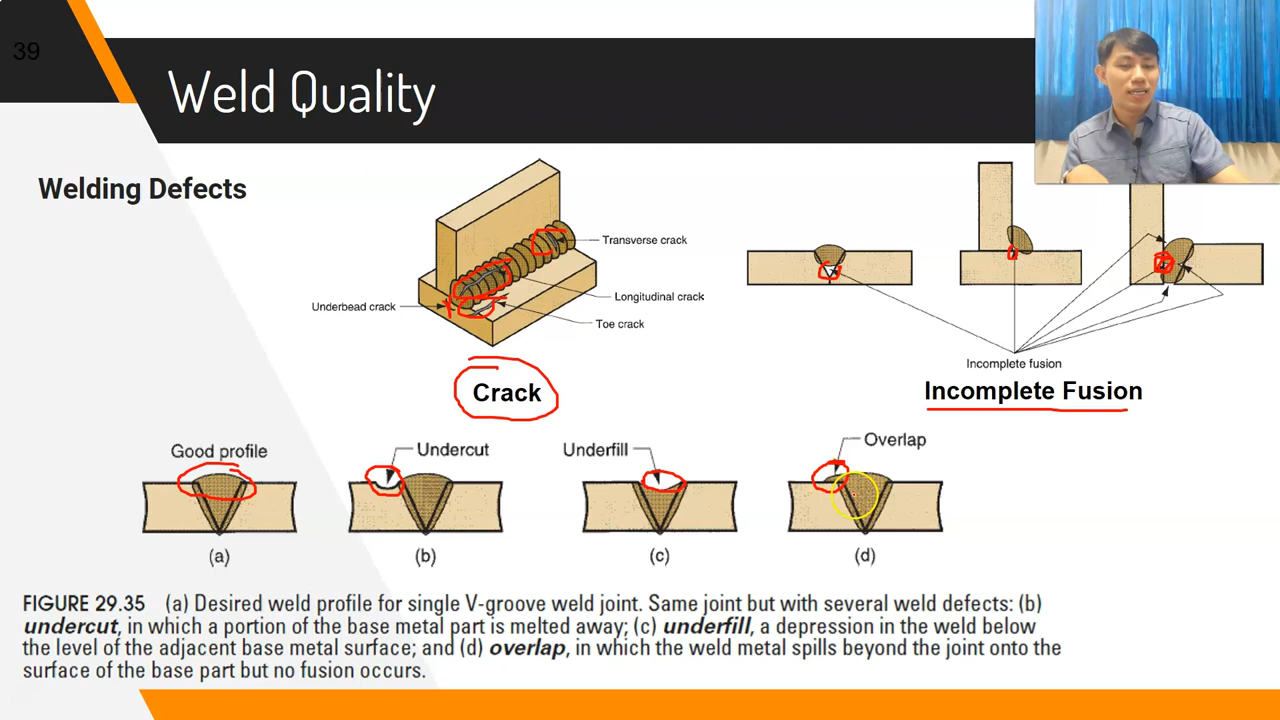 39
Weld Quality
Welding Defects
Transverse crack
Longitudinal crack
Underbead crack
Toe crack
Crack
Incomplete fusion
Incomplete Fusion
Good profile
Undercut
Underfill
Overlap
(a)
(b)
(c)
(d)
FIGURE 29.35 (a) Desired weld profile for single V-groove weld joint. Same joint but with several weld defects: (b)
undercut, in which a portion of the base metal part is melted away; (c) underfill, a depression in the weld below
the level of the adjacent base metal surface; and (d) overlap, in which the weld metal spills beyond the joint onto the
surface of the base part but no fusion occurs.